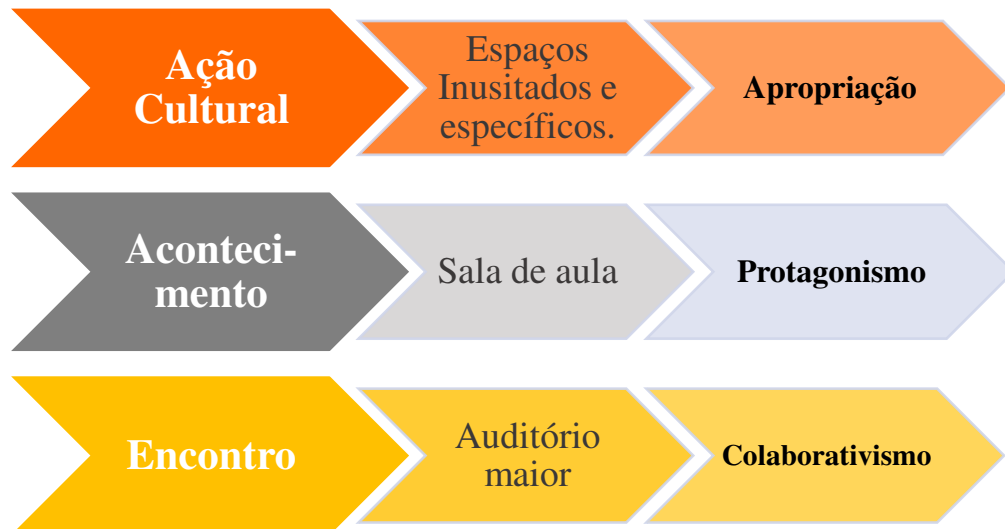 Ação
Cultural
Espaços
Inusitados e
específicos.
Apropriação
Aconteci-
mento
Sala de aula
Protagonismo
Encontro
Auditório
maior
Colaborativismo